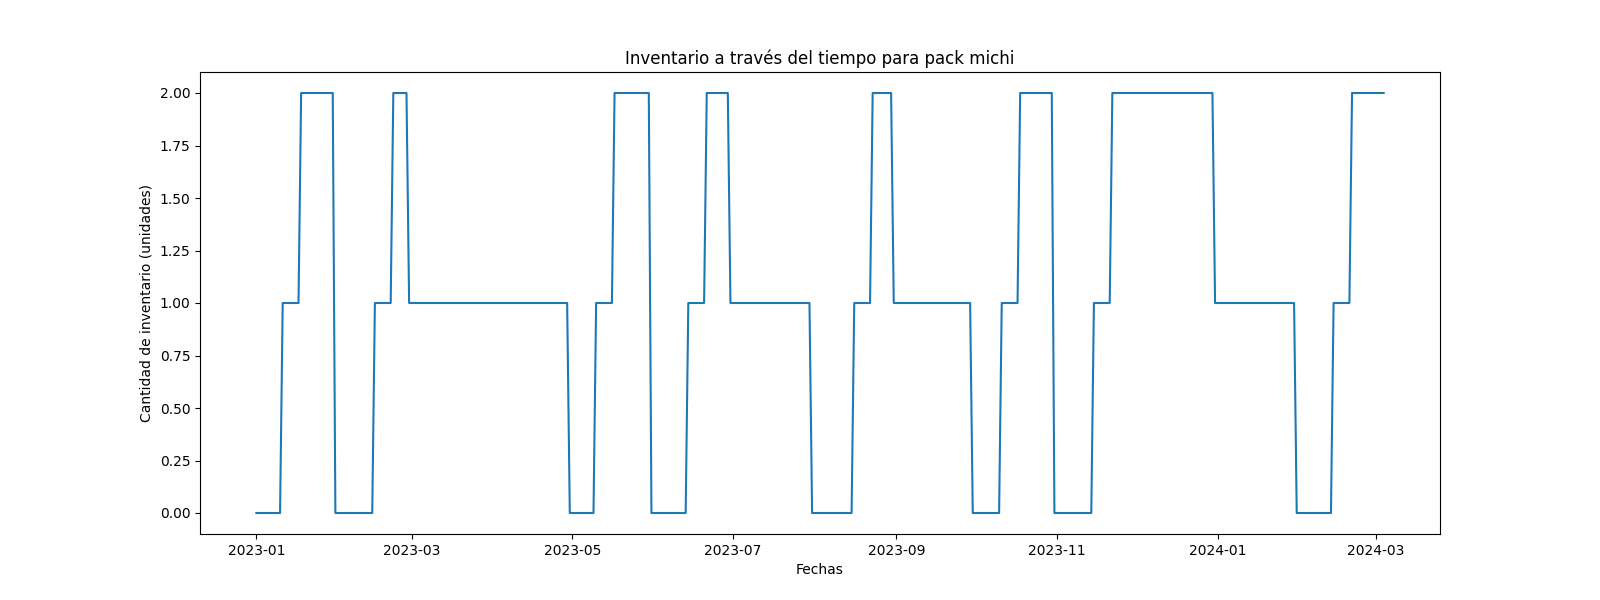 Inventario a través del tiempo para pack michi
Cantidad de inventario (unidades)
2.00
1.75
1.50
1.25
1.00
0.75
0.50
0.25
0.00
2023-01 2023-03 2023-05 2023-07 2023-09 2023-11 2024-01 2024-03
Fechas